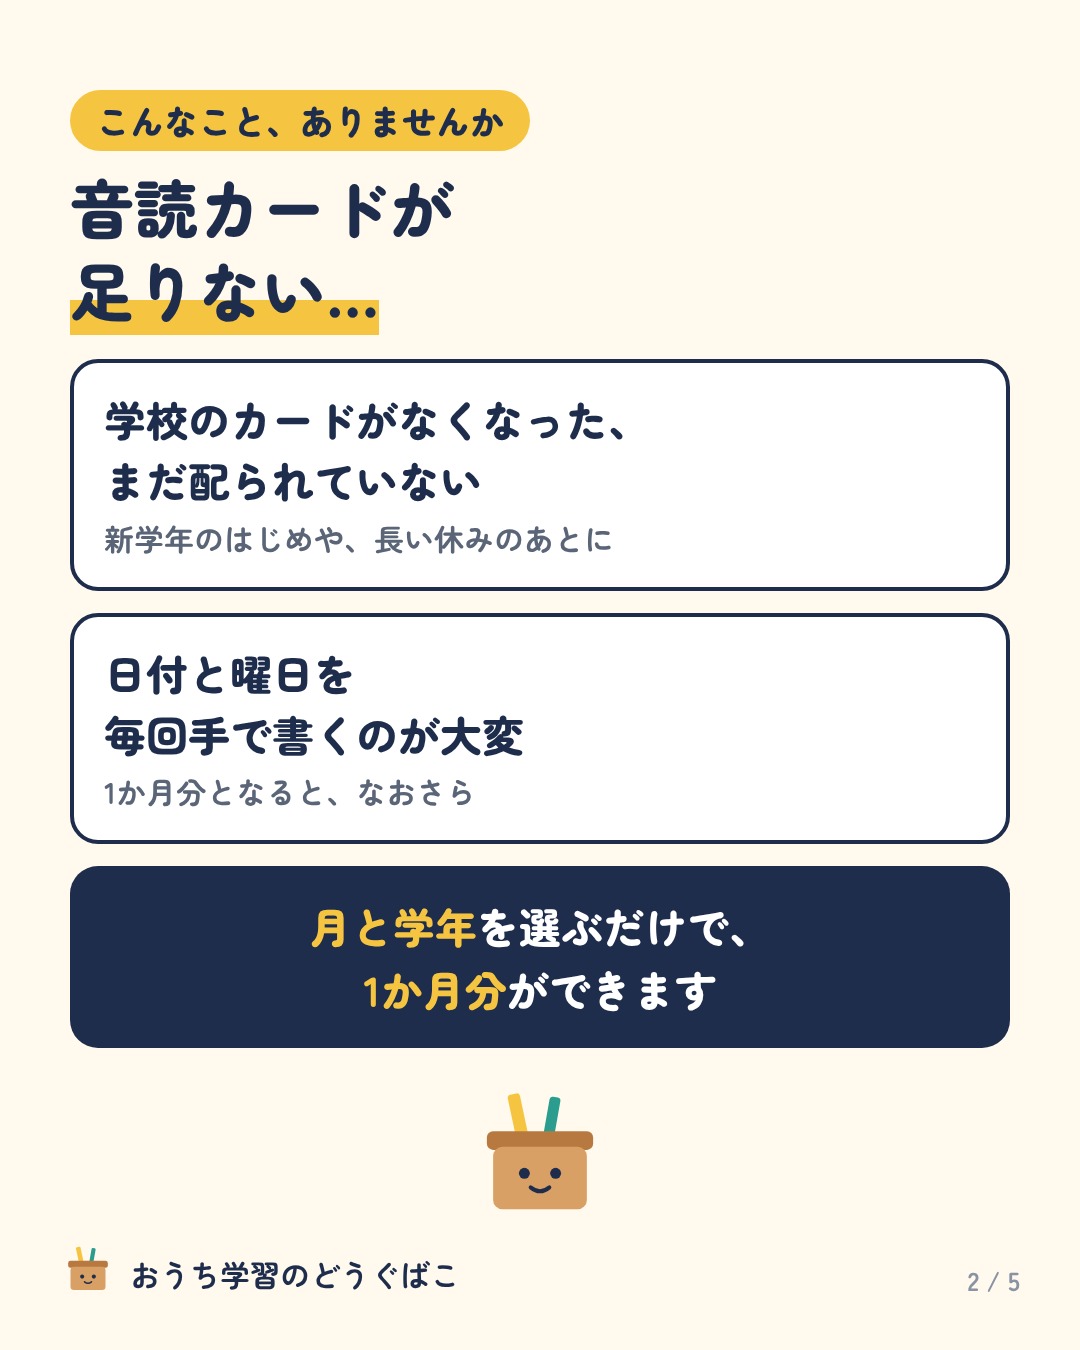 こんなこと、ありませんか
音読カードが
足りない…
学校のカードがなくなった、
まだ配られていない
新学年のはじめや、長い休みのあとに
日付と曜日を
毎回手で書くのが大変
1か月分となると、なおさら
月と学年を選ぶだけで、
1か月分ができます
おうち学習のどうぐばこ
2 / 5